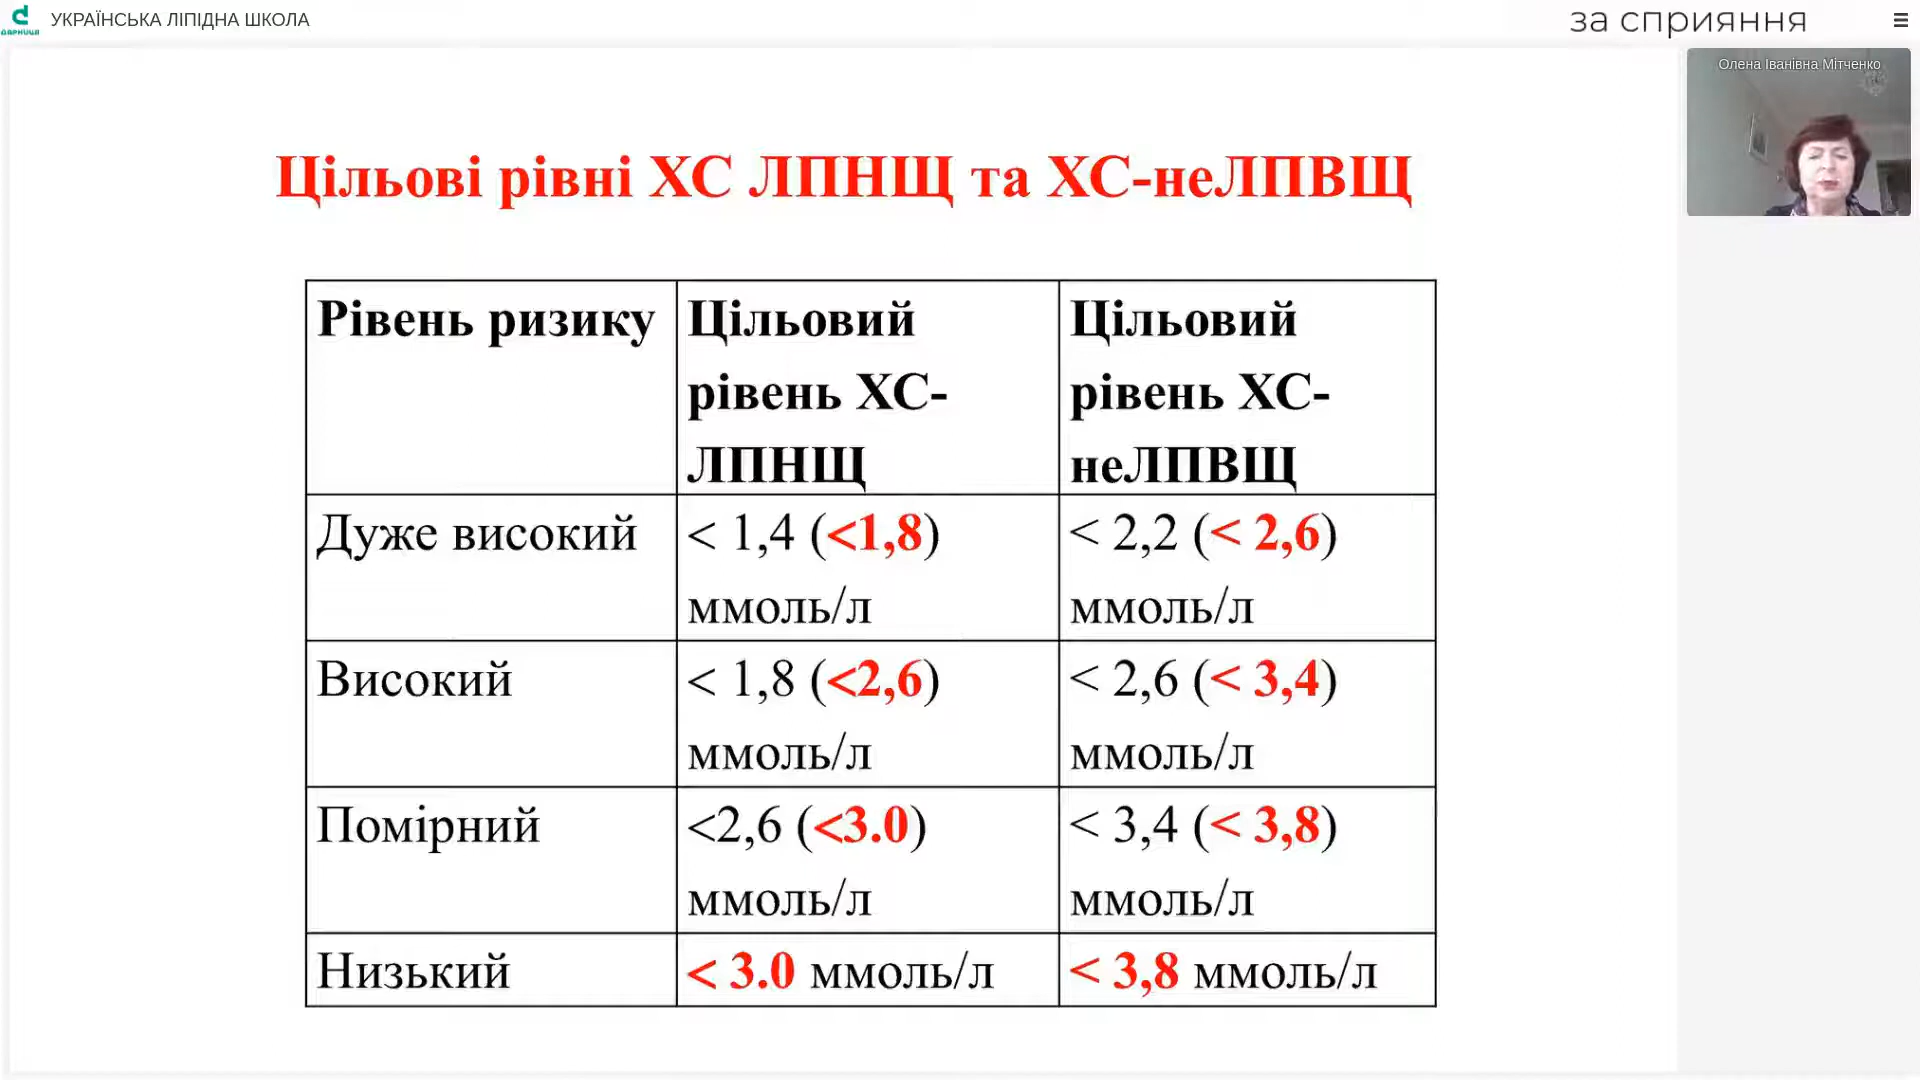 УКРАЇНСЬКА ЛІПІДНА ШКОЛА
за сприяння
Дарниця
Олена Іванівна Мітченко
Цільові рівні ХС ЛПНЩ та ХС-неЛПВЩ
Рівень ризику
Цільовий
рівень ХС-
ЛПНЩ
Цільовий
рівень ХС-
неЛПВЩ
Дуже високий
< 1,4 (<1,8)
ммоль/л
< 2,2 (< 2,6)
ммоль/л
Високий
< 1,8 (<2,6)
ммоль/л
< 2,6 (< 3,4)
ммоль/л
Помірний
<2,6 (<3.0)
ммоль/л
< 3,4 (< 3,8)
ммоль/л
Низький
< 3.0 ммоль/л
< 3,8 ммоль/л